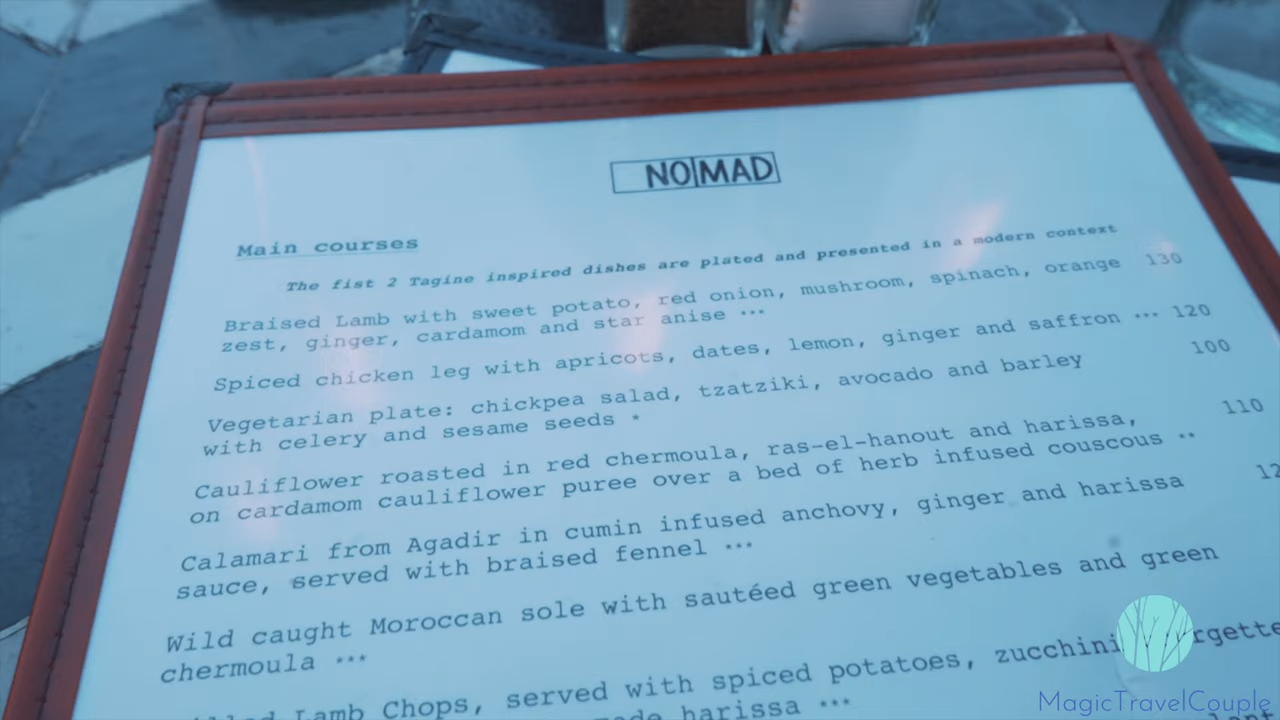 NOMAD
Main courses
The fist 2 Tagine inspired dishes are plated and presented in a modern context
Braised Lamb with sweet potato, red onion, mushroom, spinach, orange 130
zest, ginger, cardamom and star anise ***
Spiced chicken leg with apricots, dates, lemon, ginger and saffron *** 120
Vegetarian plate: chickpea salad, tzatziki, avocado and barley 100
with celery and sesame seeds *
Cauliflower roasted in red chermoula, ras-el-hanout and harissa, 110
on cardamom cauliflower puree over a bed of herb infused couscous **
Calamari from Agadir in cumin infused anchovy, ginger and harissa
sauce, served with braised fennel ***
Wild caught Moroccan sole with sautéed green vegetables and green
chermoula ***
Lamb Chops, served with spiced potatoes, zucchini
harissa ***
MagicTravelCouple